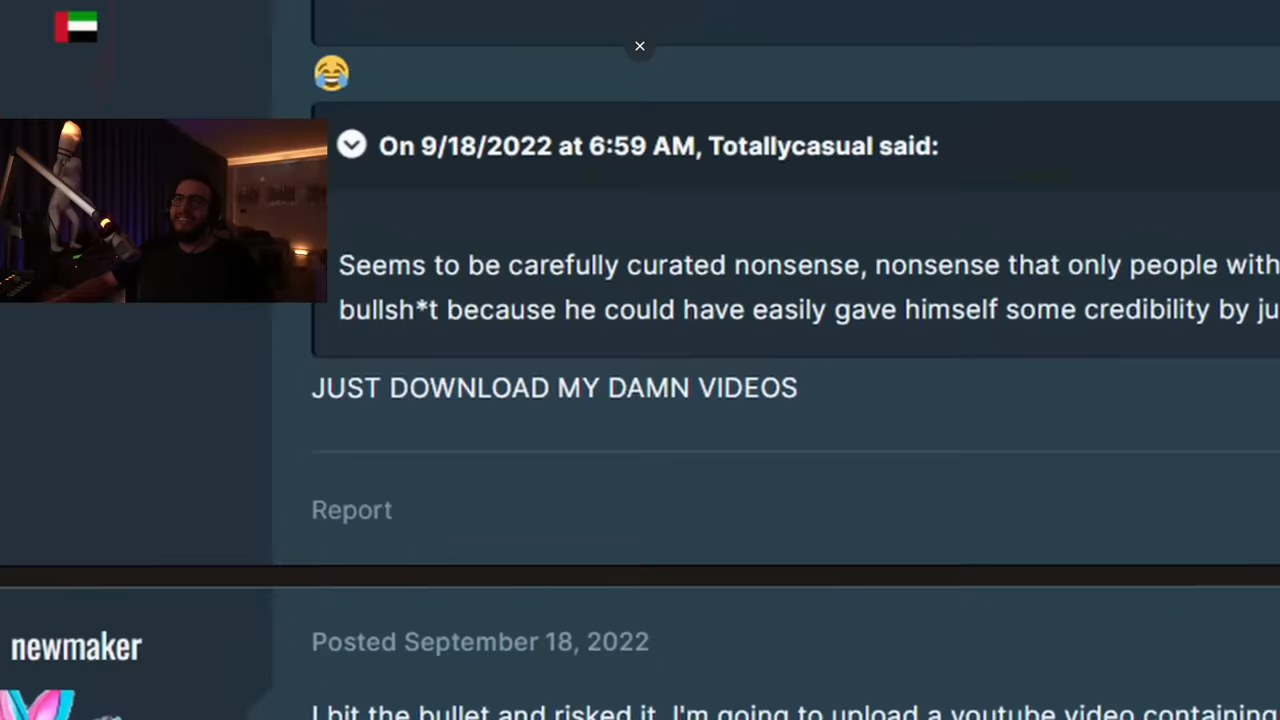 On 9/18/2022 at 6:59 AM, Totallycasual said:
Seems to be carefully curated nonsense, nonsense that only people with
bullsh*t because he could have easily gave himself some credibility by ju
JUST DOWNLOAD MY DAMN VIDEOS
Report
newmaker
Posted September 18, 2022
I bit the bullet and risked it. I'm going to upload a youtube video containing